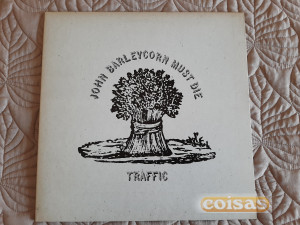 JOHN BARLEYCORN MUST DIE
TRAFFIC
coisas